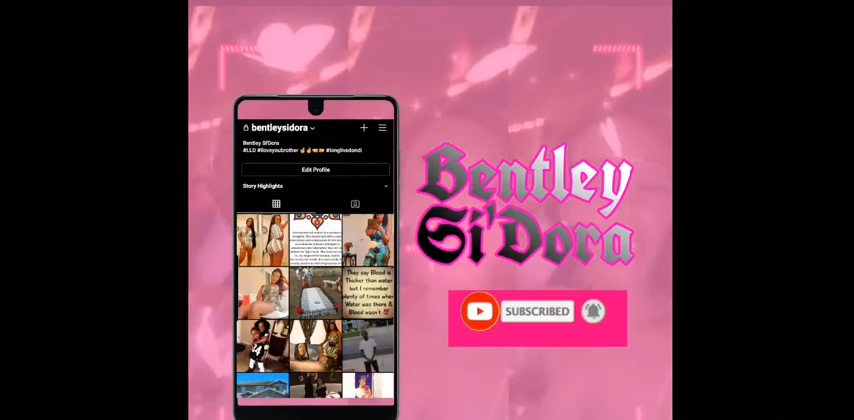 bentleysidora
Bentley Si'Dora
#LLD #iloveyoubrother ✌🏾✌🏾👊🏾👊🏾 #longlivedondi
Edit Profile
Story Highlights
They say Blood is
Thicker than water
but I remember
plenty of times when
Water was there &
Blood wasn't. 💯
Bentley
Si'Dora
SUBSCRIBED